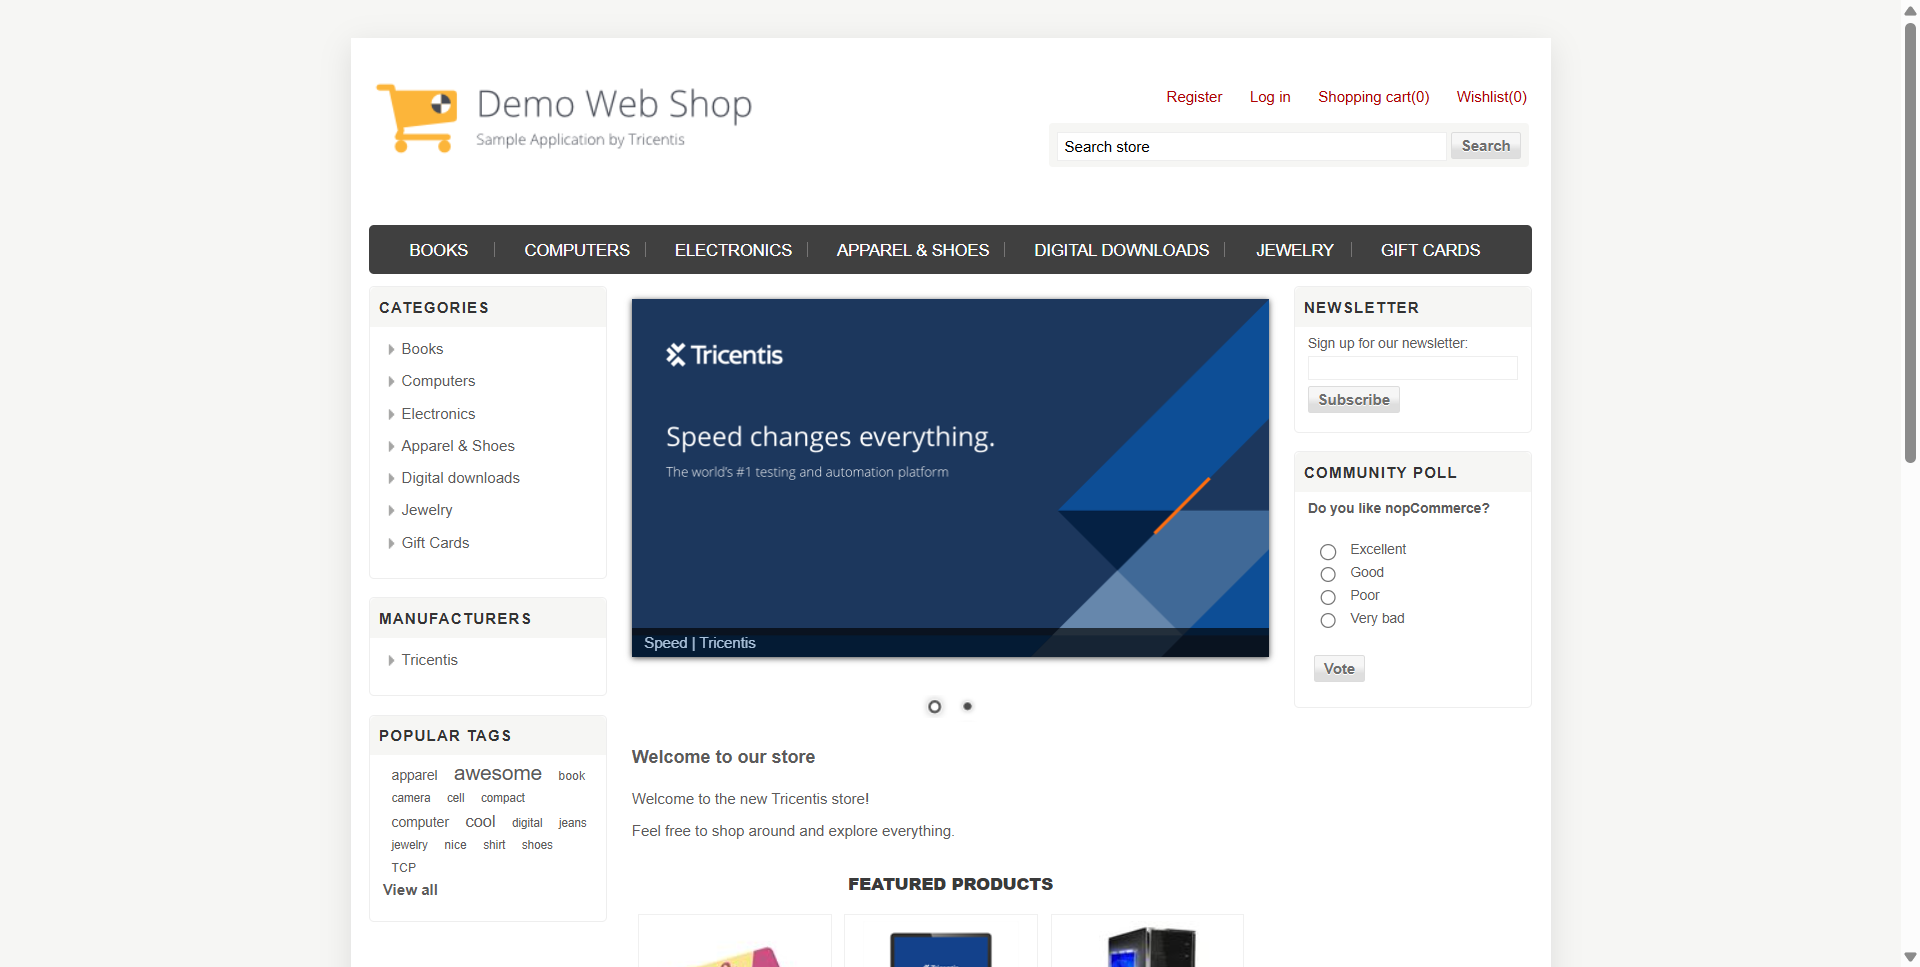 Demo Web Shop
Sample Application by Tricentis
Register Log in Shopping cart(0) Wishlist(0)
Search store Search
BOOKS COMPUTERS ELECTRONICS APPAREL & SHOES DIGITAL DOWNLOADS JEWELRY GIFT CARDS
CATEGORIES
Books
Computers
Electronics
Apparel & Shoes
Digital downloads
Jewelry
Gift Cards
MANUFACTURERS
Tricentis
POPULAR TAGS
apparel awesome book
camera cell compact
computer cool digital jeans
jewelry nice shirt shoes
TCP
View all
Tricentis
Speed changes everything.
The world's #1 testing and automation platform
Speed | Tricentis
Welcome to our store
Welcome to the new Tricentis store!
Feel free to shop around and explore everything.
FEATURED PRODUCTS
NEWSLETTER
Sign up for our newsletter:
Subscribe
COMMUNITY POLL
Do you like nopCommerce?
Excellent
Good
Poor
Very bad
Vote